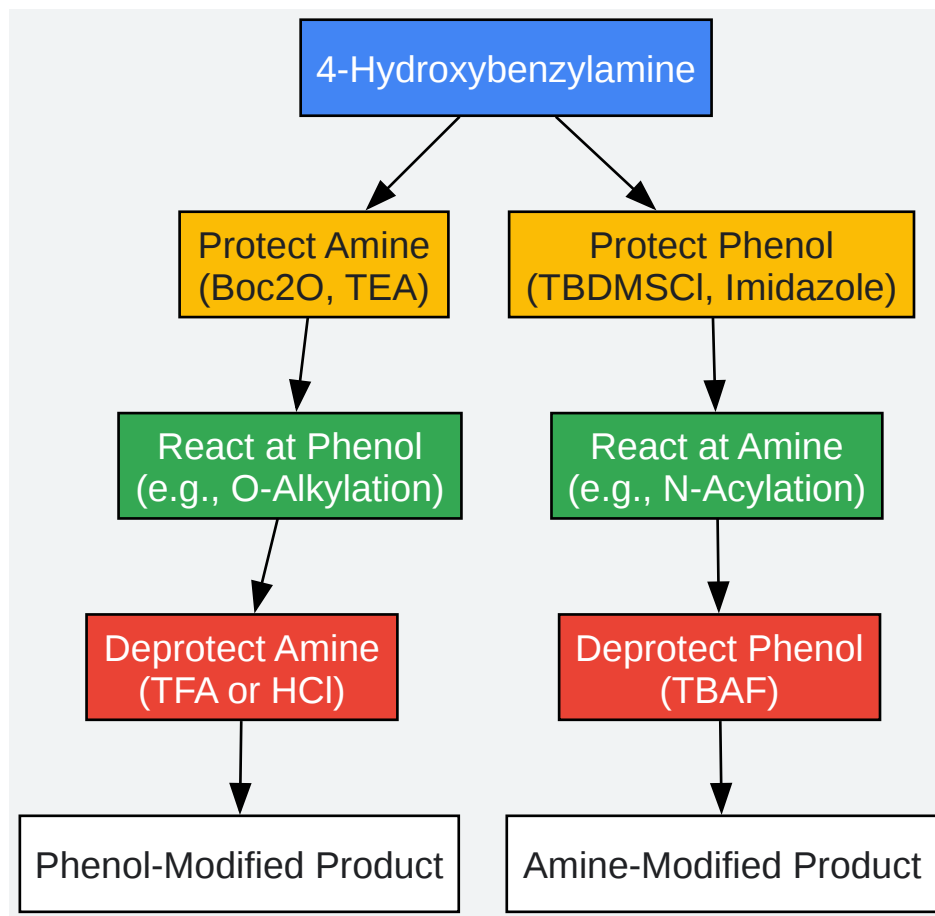 4-Hydroxybenzylamine
Protect Amine
(Boc2O, TEA)
Protect Phenol
(TBDMSCl, Imidazole)
React at Phenol
(e.g., O-Alkylation)
React at Amine
(e.g., N-Acylation)
Deprotect Amine
(TFA or HCl)
Deprotect Phenol
(TBAF)
Phenol-Modified Product
Amine-Modified Product